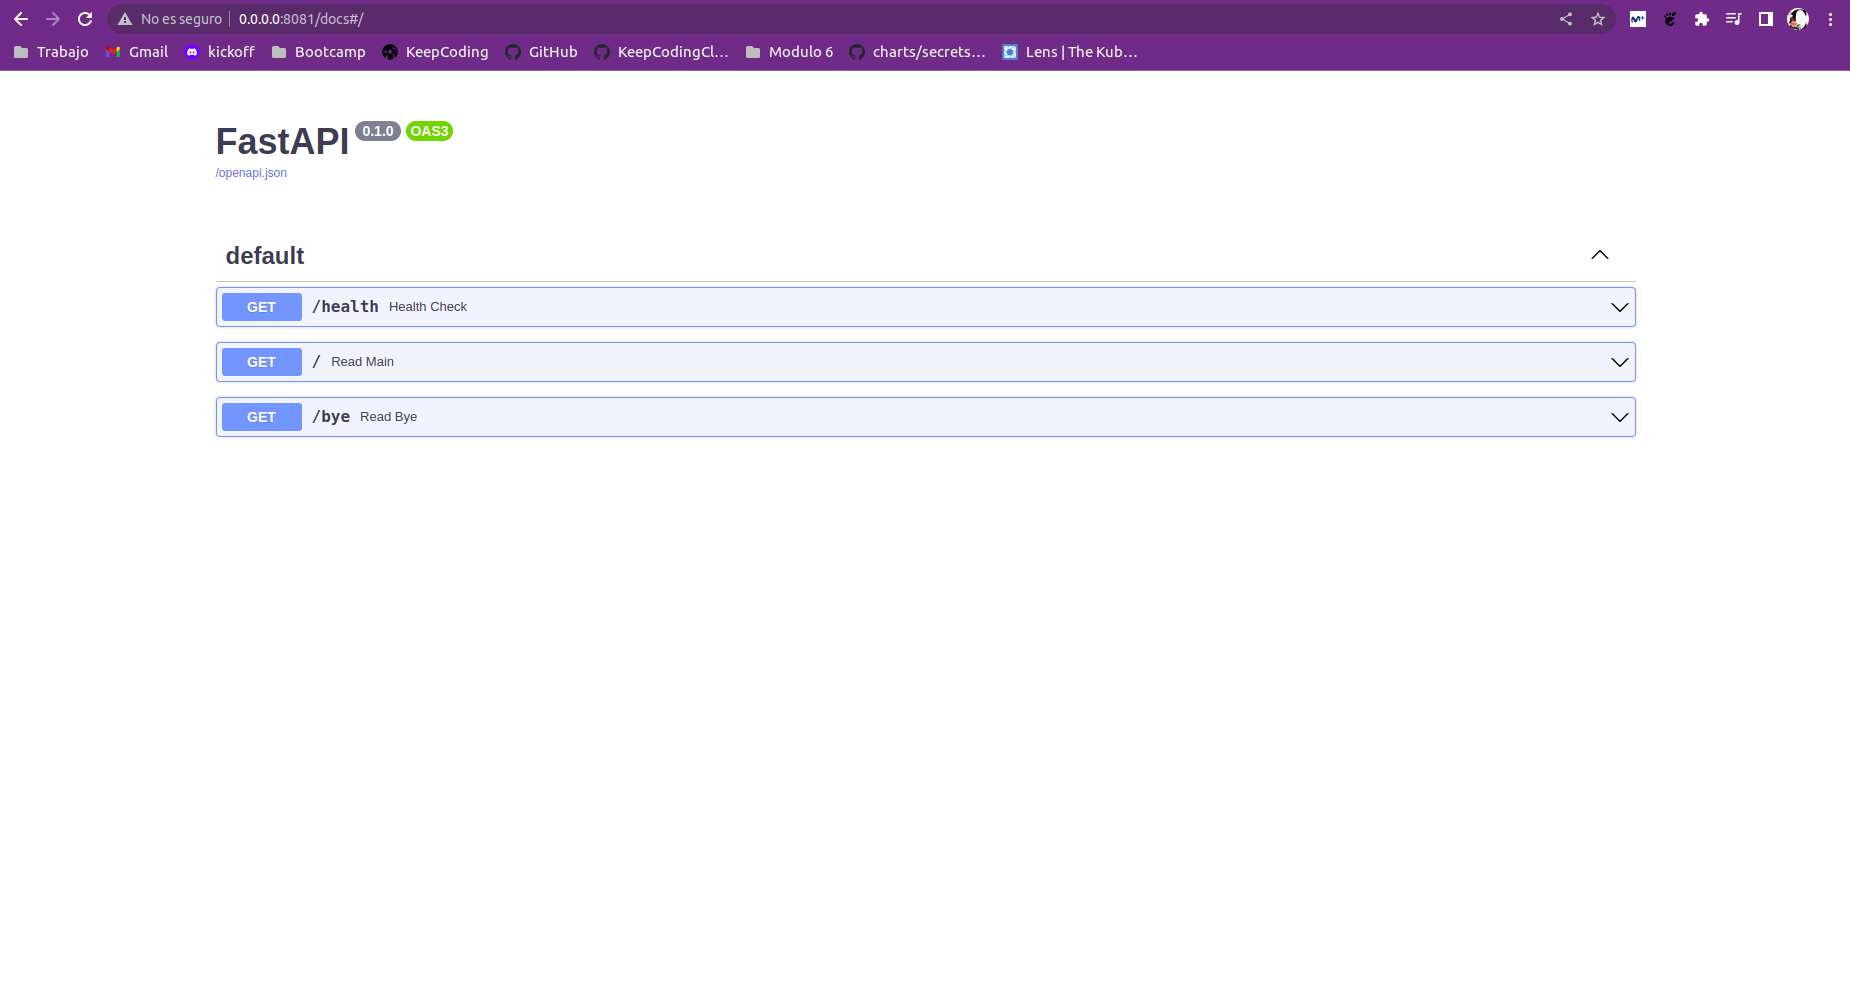 No es seguro 0.0.0.0:8081/docs#/
Trabajo Gmail kickoff Bootcamp KeepCoding GitHub KeepCodingCl... Modulo 6 charts/secrets... Lens | The Kub...
FastAPI 0.1.0 OAS3
/openapi.json
default
GET /health Health Check
GET / Read Main
GET /bye Read Bye